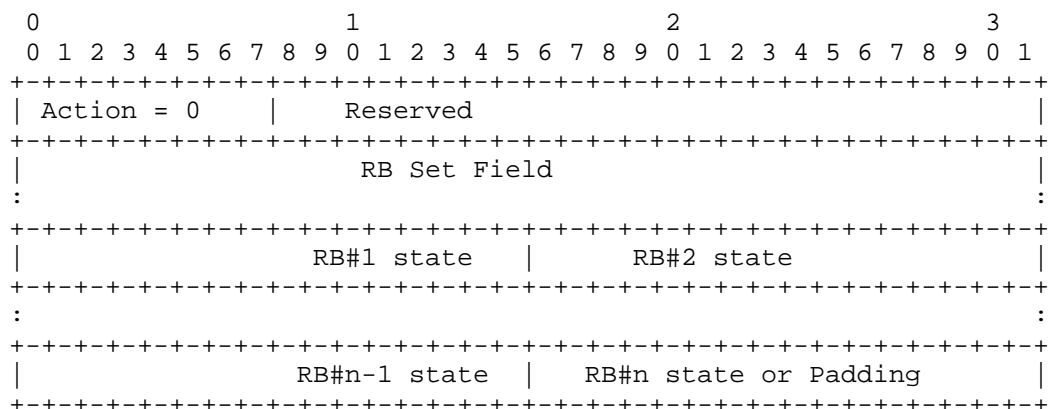 0                   1                   2                   3
 0 1 2 3 4 5 6 7 8 9 0 1 2 3 4 5 6 7 8 9 0 1 2 3 4 5 6 7 8 9 0 1
+-+-+-+-+-+-+-+-+-+-+-+-+-+-+-+-+-+-+-+-+-+-+-+-+-+-+-+-+-+-+-+-+
| Action = 0    |    Reserved                                   |
+-+-+-+-+-+-+-+-+-+-+-+-+-+-+-+-+-+-+-+-+-+-+-+-+-+-+-+-+-+-+-+-+
|                     RB Set Field                              |
:                                                               :
+-+-+-+-+-+-+-+-+-+-+-+-+-+-+-+-+-+-+-+-+-+-+-+-+-+-+-+-+-+-+-+-+
|                  RB#1 state   |      RB#2 state               |
+-+-+-+-+-+-+-+-+-+-+-+-+-+-+-+-+-+-+-+-+-+-+-+-+-+-+-+-+-+-+-+-+
:                                                               :
+-+-+-+-+-+-+-+-+-+-+-+-+-+-+-+-+-+-+-+-+-+-+-+-+-+-+-+-+-+-+-+-+
|                 RB#n-1 state  |   RB#n state or Padding       |
+-+-+-+-+-+-+-+-+-+-+-+-+-+-+-+-+-+-+-+-+-+-+-+-+-+-+-+-+-+-+-+-+